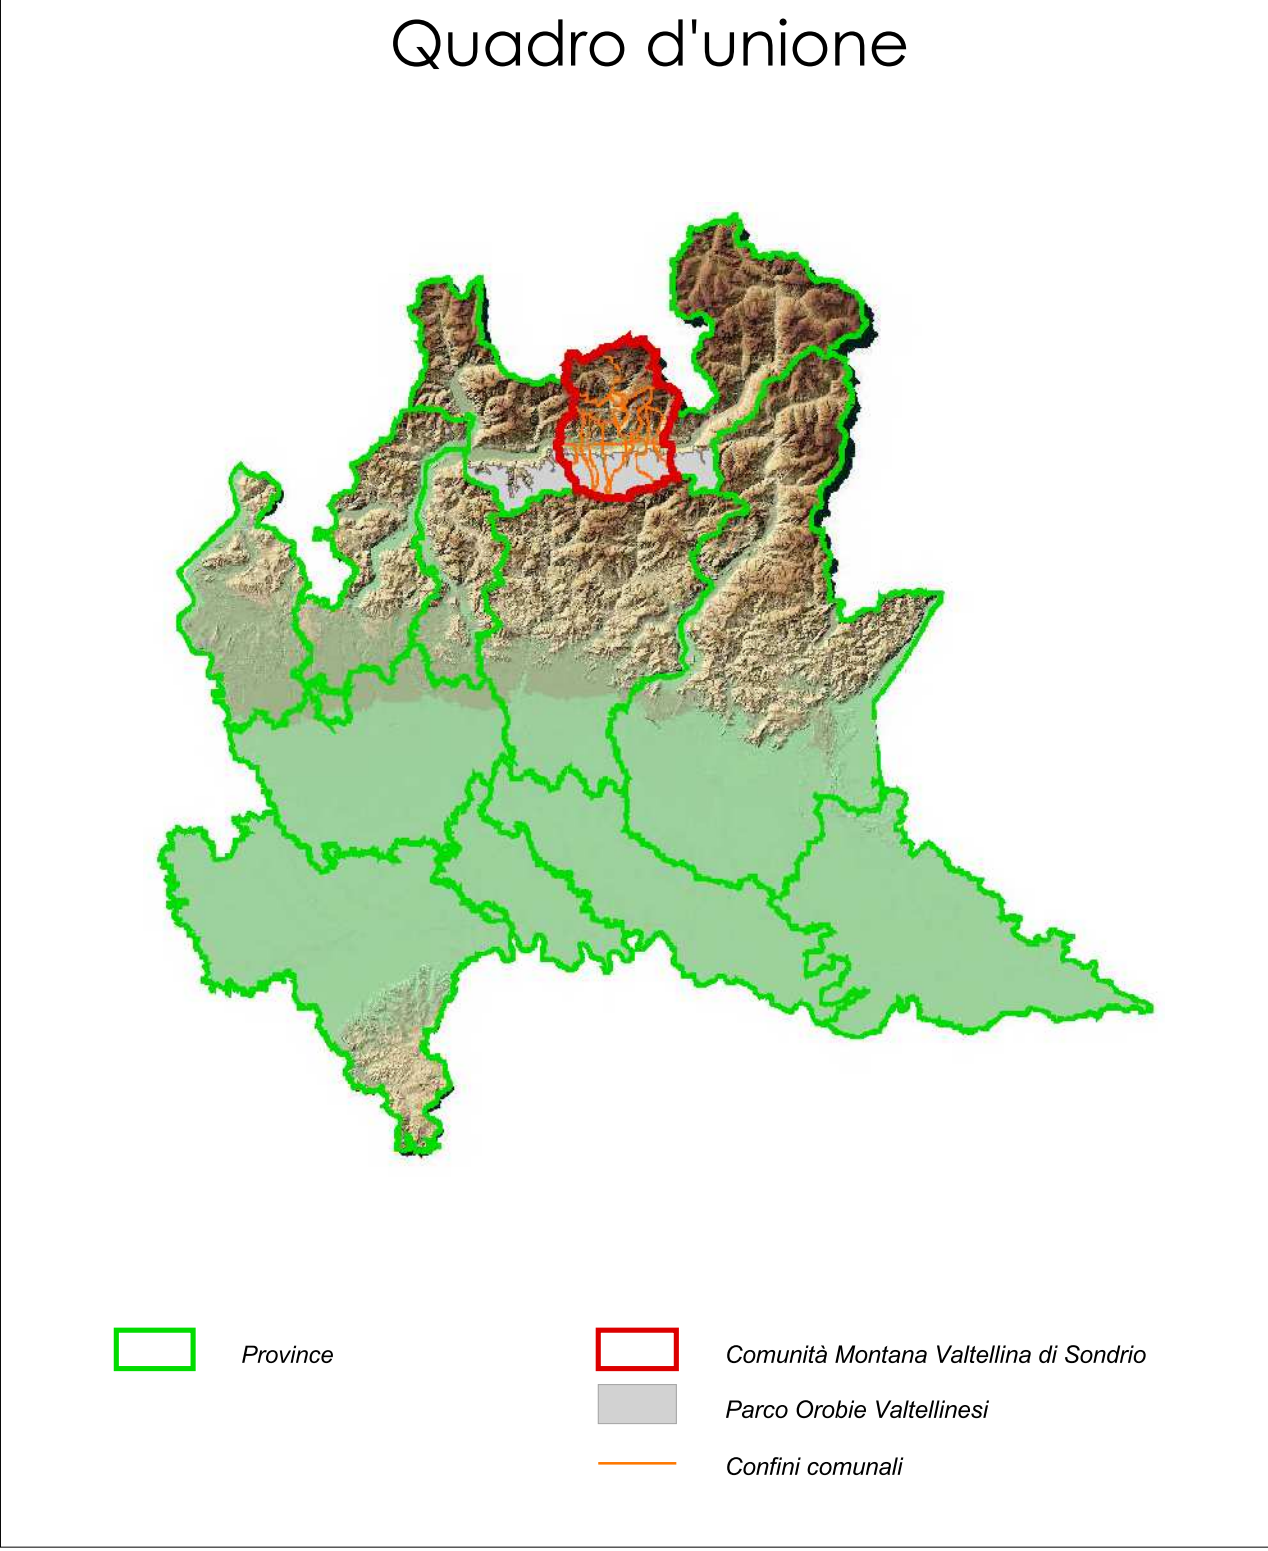 Quadro d'unione
Province
Comunità Montana Valtellina di Sondrio
Parco Orobie Valtellinesi
Confini comunali